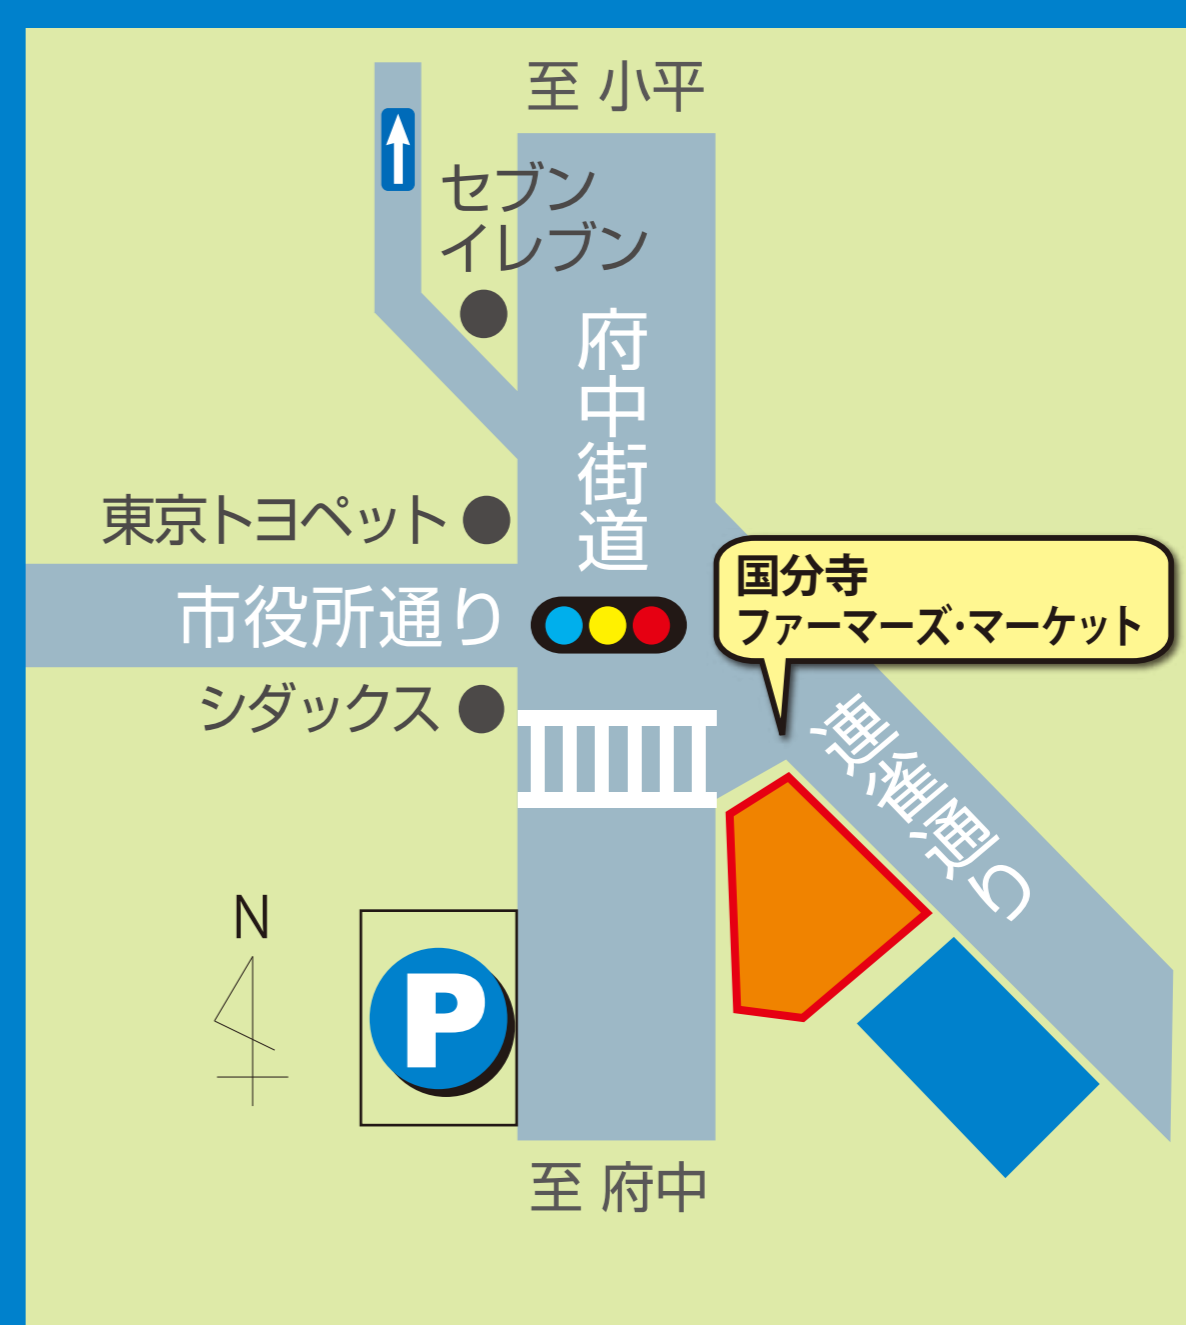 至 小平
セブン
イレブン
府中街道
東京トヨペット
市役所通り
国分寺
ファーマーズ・マーケット
シダックス
連雀通り
N
P
至 府中